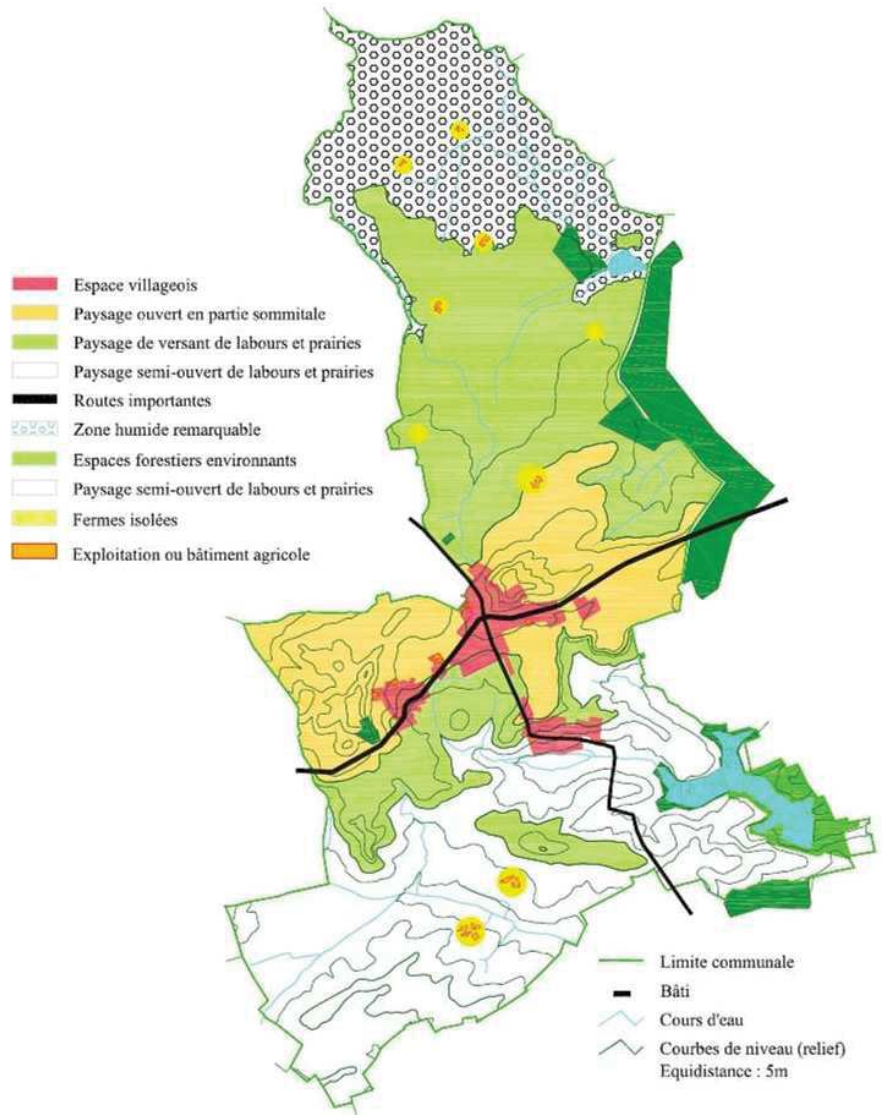 Espace villageois
Paysage ouvert en partie sommitale
Paysage de versant de labours et prairies
Paysage semi-ouvert de labours et prairies
Routes importantes
Zone humide remarquable
Espaces forestiers environnants
Paysage semi-ouvert de labours et prairies
Fermes isolées
Exploitation ou bâtiment agricole
Limite communale
Bâti
Cours d'eau
Courbes de niveau (relief)
Equidistance : 5m